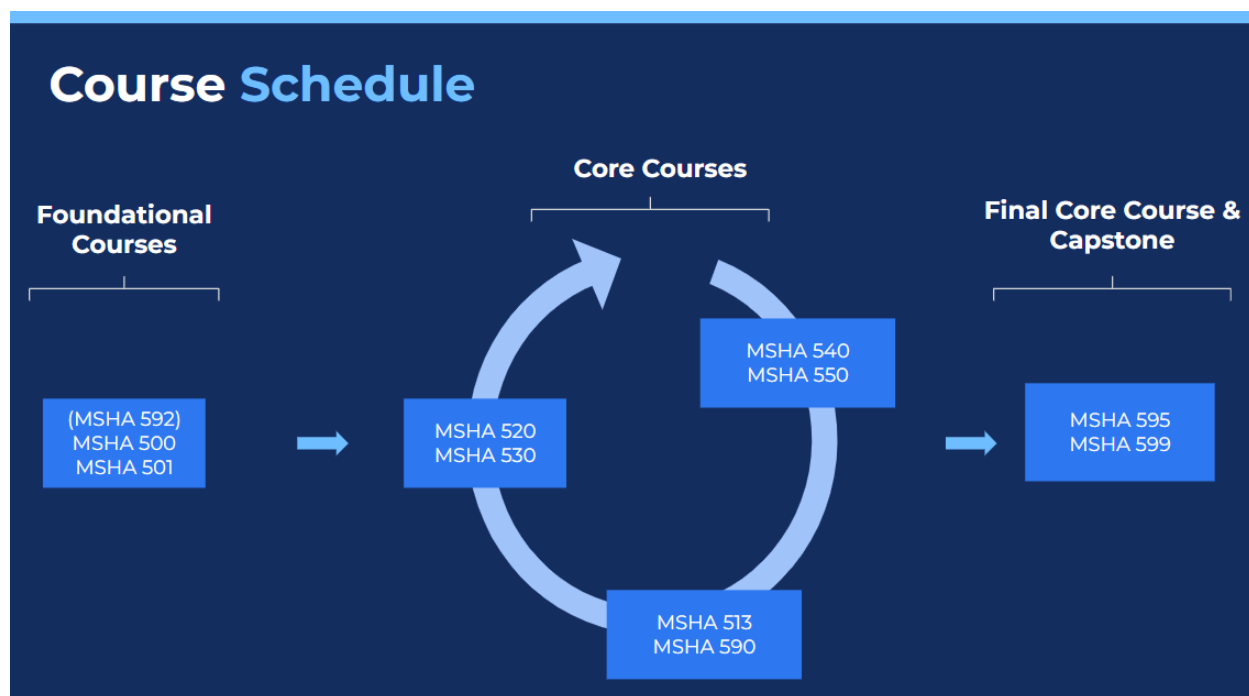 Course Schedule
Core Courses
Foundational
Courses
Final Core Course &
Capstone
MSHA 540
MSHA 550
(MSHA 592)
MSHA 500
MSHA 501
MSHA 520
MSHA 530
MSHA 595
MSHA 599
MSHA 513
MSHA 590